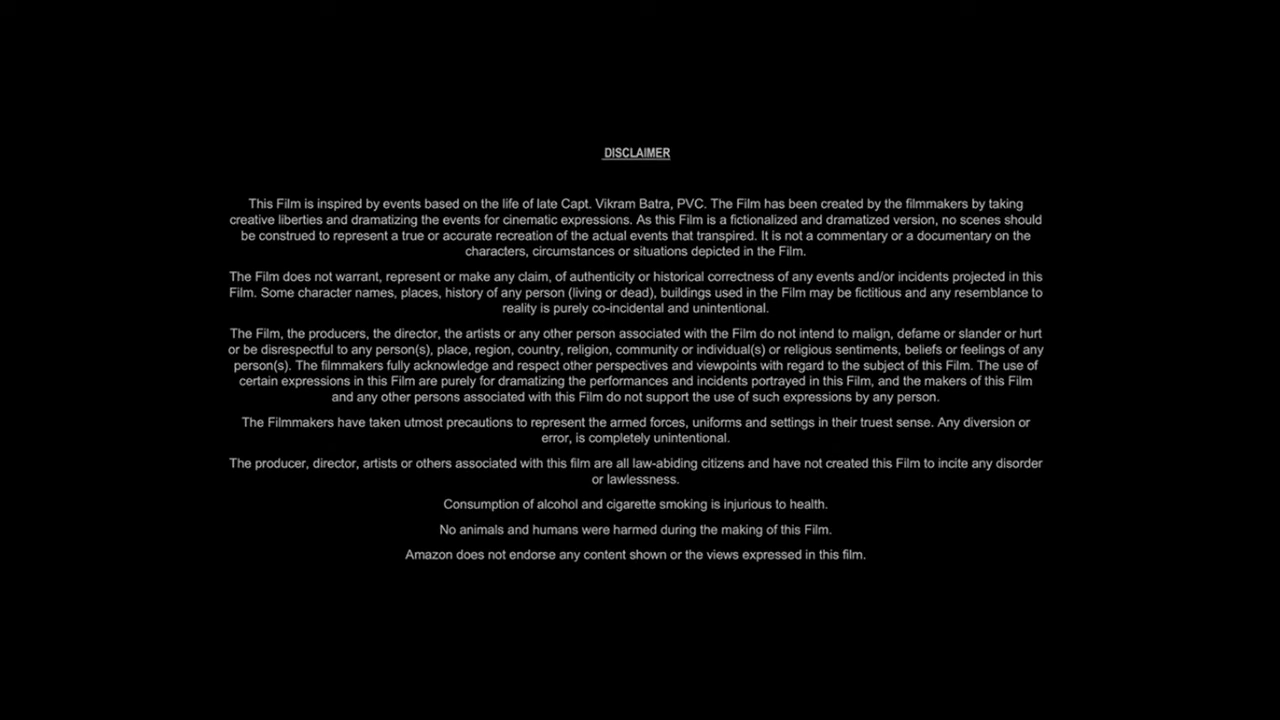 DISCLAIMER
This Film is inspired by events based on the life of late Capt. Vikram Batra, PVC. The Film has been created by the filmmakers by taking
creative liberties and dramatizing the events for cinematic expressions. As this Film is a fictionalized and dramatized version, no scenes should
be construed to represent a true or accurate recreation of the actual events that transpired. It is not a commentary or a documentary on the
characters, circumstances or situations depicted in the Film.
The Film does not warrant, represent or make any claim, of authenticity or historical correctness of any events and/or incidents projected in this
Film. Some character names, places, history of any person (living or dead), buildings used in the Film may be fictitious and any resemblance to
reality is purely co-incidental and unintentional.
The Film, the producers, the director, the artists or any other person associated with the Film do not intend to malign, defame or slander or hurt
or be disrespectful to any person(s), place, region, country, religion, community or individual(s) or religious sentiments, beliefs or feelings of any
person(s). The filmmakers fully acknowledge and respect other perspectives and viewpoints with regard to the subject of this Film. The use of
certain expressions in this Film are purely for dramatizing the performances and incidents portrayed in this Film, and the makers of this Film
and any other persons associated with this Film do not support the use of such expressions by any person.
The Filmmakers have taken utmost precautions to represent the armed forces, uniforms and settings in their truest sense. Any diversion or
error, is completely unintentional.
The producer, director, artists or others associated with this film are all law-abiding citizens and have not created this Film to incite any disorder
or lawlessness.
Consumption of alcohol and cigarette smoking is injurious to health.
No animals and humans were harmed during the making of this Film.
Amazon does not endorse any content shown or the views expressed in this film.